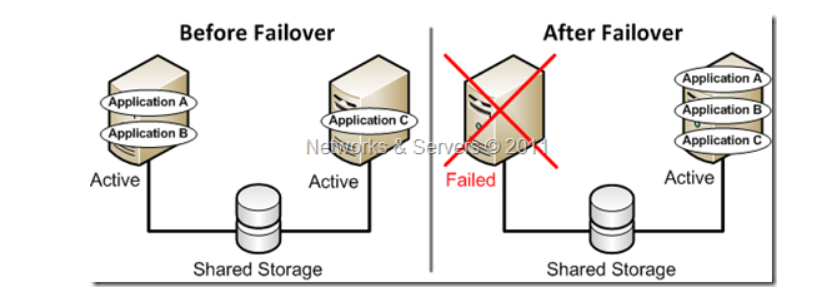 Before Failover
Application A
Application B
Active
Application C
Active
Shared Storage
After Failover
Failed
Application A
Application B
Application C
Active
Shared Storage
Networks & Servers © 2011